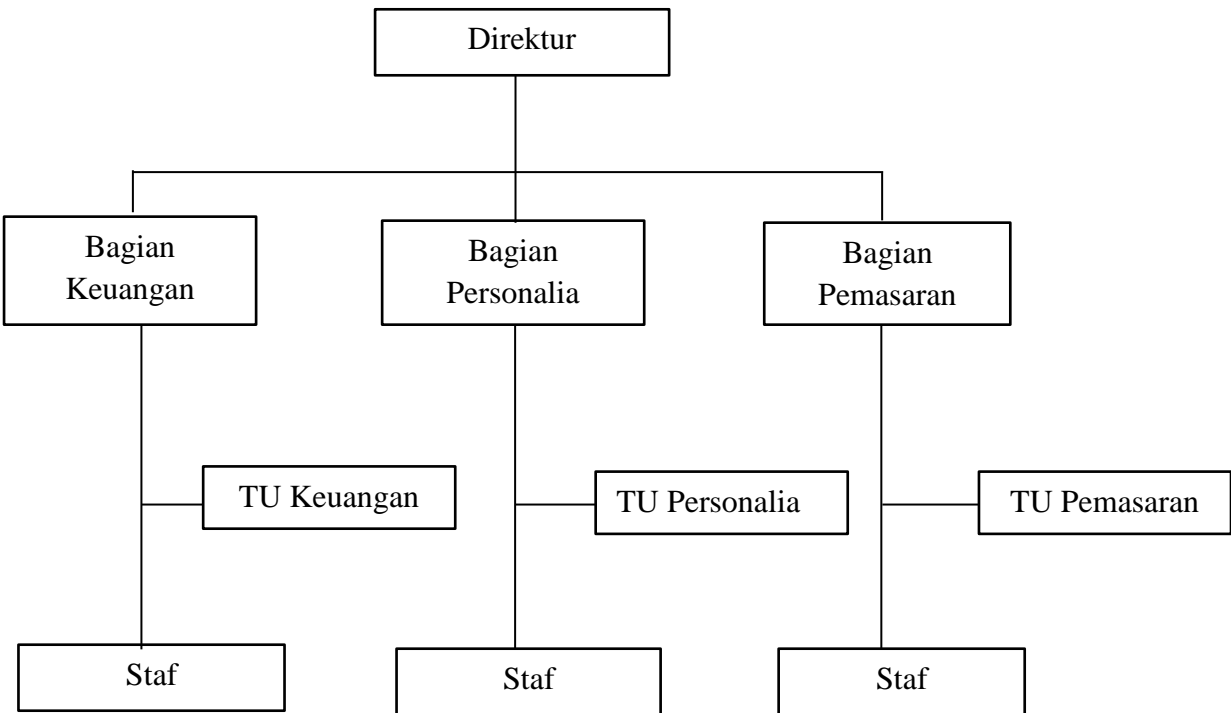 Direktur
Bagian
Keuangan
Bagian
Personalia
Bagian
Pemasaran
TU Keuangan
TU Personalia
TU Pemasaran
Staf
Staf
Staf